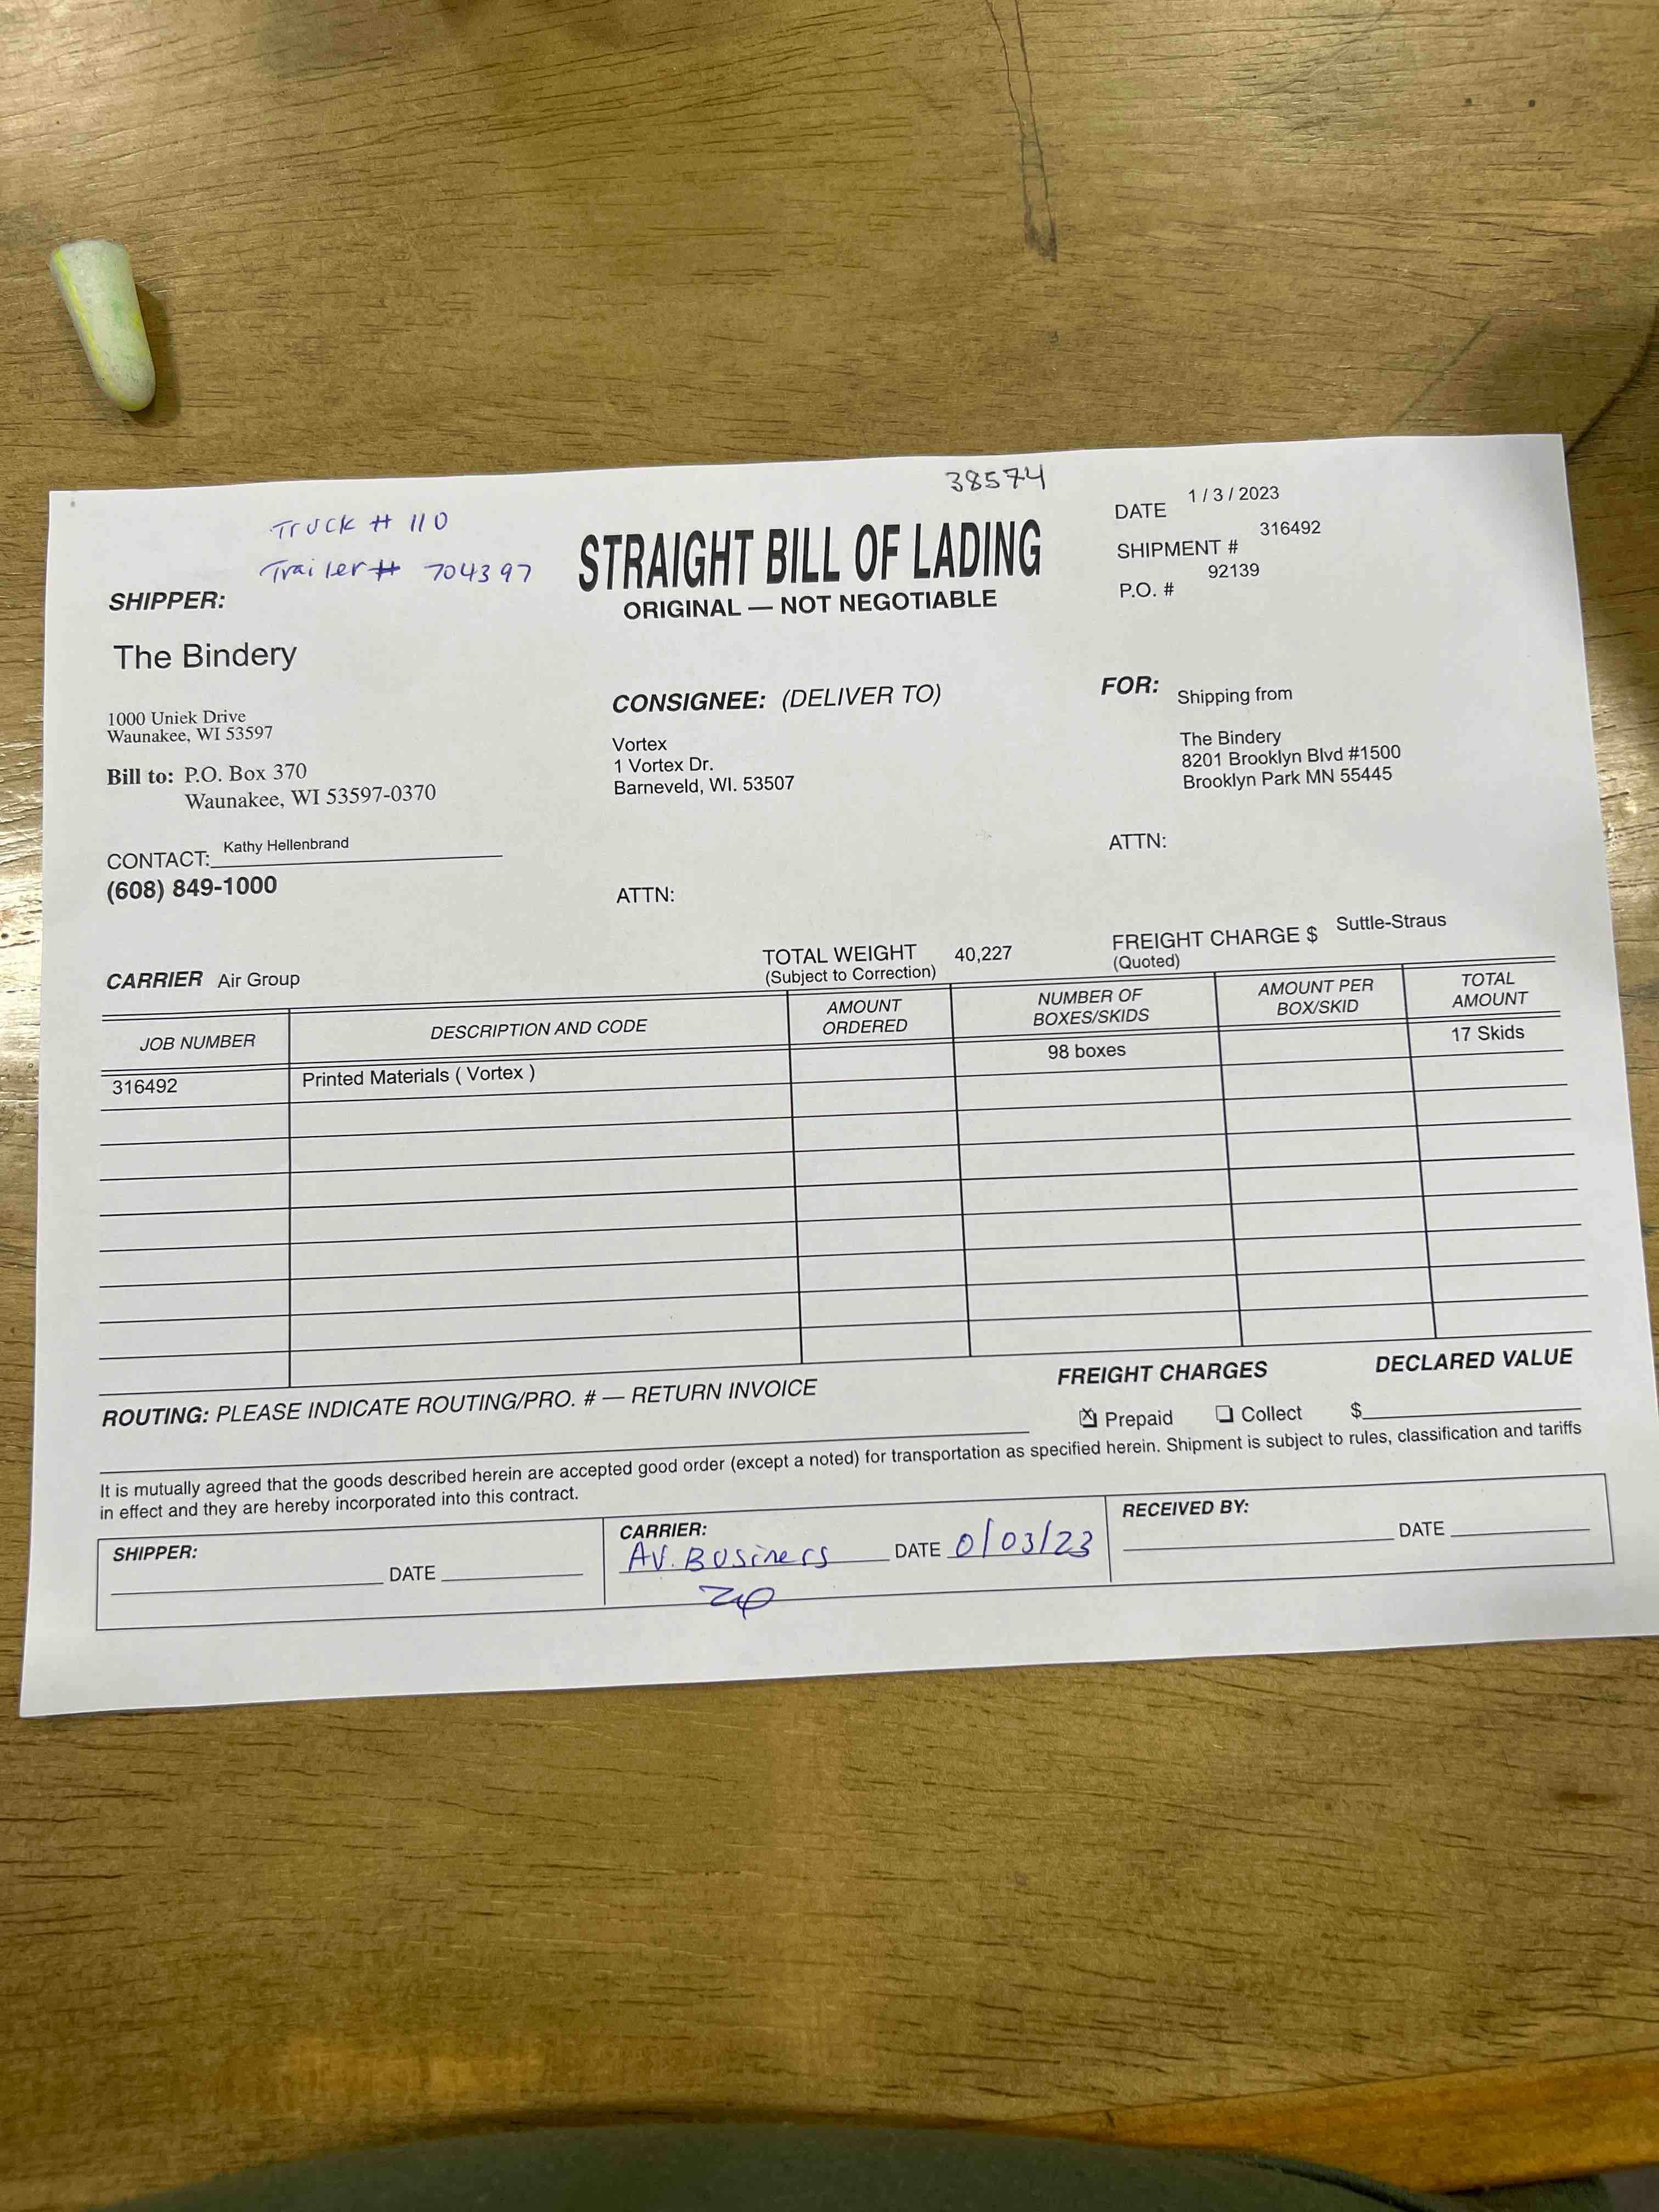 38574
Truck # 110
Trailer # 704397
STRAIGHT BILL OF LADING
ORIGINAL — NOT NEGOTIABLE
DATE 1 / 3 / 2023
SHIPMENT # 316492
P.O. # 92139
SHIPPER:
The Bindery
1000 Uniek Drive
Waunakee, WI 53597
Bill to: P.O. Box 370
Waunakee, WI 53597-0370
CONTACT: Kathy Hellenbrand
(608) 849-1000
CONSIGNEE: (DELIVER TO)
Vortex
1 Vortex Dr.
Barneveld, WI. 53507
ATTN:
FOR: Shipping from
The Bindery
8201 Brooklyn Blvd #1500
Brooklyn Park MN 55445
ATTN:
CARRIER Air Group
TOTAL WEIGHT 40,227
(Subject to Correction)
FREIGHT CHARGE $ Suttle-Straus
(Quoted)
JOB NUMBER DESCRIPTION AND CODE AMOUNT ORDERED NUMBER OF BOXES/SKIDS AMOUNT PER BOX/SKID TOTAL AMOUNT
316492 Printed Materials ( Vortex ) 98 boxes 17 Skids
ROUTING: PLEASE INDICATE ROUTING/PRO. # — RETURN INVOICE
FREIGHT CHARGES DECLARED VALUE
Prepaid Collect $
It is mutually agreed that the goods described herein are accepted good order (except a noted) for transportation as specified herein. Shipment is subject to rules, classification and tariffs
in effect and they are hereby incorporated into this contract.
SHIPPER:
DATE
CARRIER:
AV. Business DATE 0/03/23
RECEIVED BY:
DATE